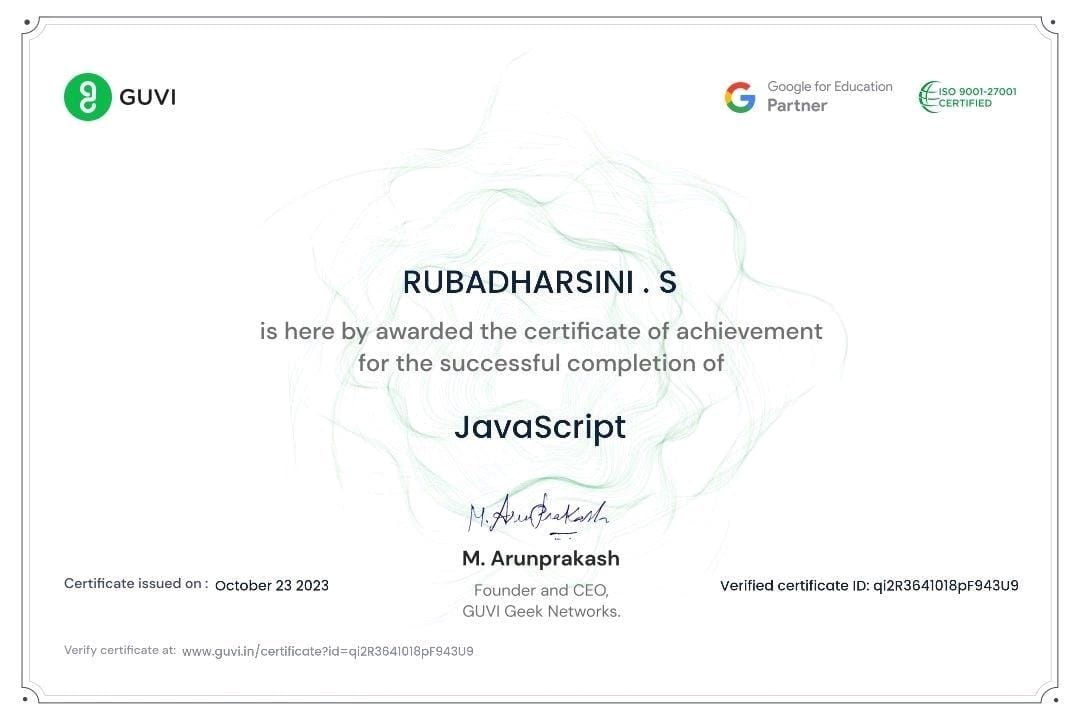 GUVI
Google for Education
Partner
ISO 9001-27001
CERTIFIED
RUBADHARSINI . S
is here by awarded the certificate of achievement
for the successful completion of
JavaScript
M. Arunprakash
M. Arunprakash
Founder and CEO,
GUVI Geek Networks.
Certificate issued on : October 23 2023
Verified certificate ID: qi2R3641018pF943U9
Verify certificate at: www.guvi.in/certificate?id=qi2R3641018pF943U9